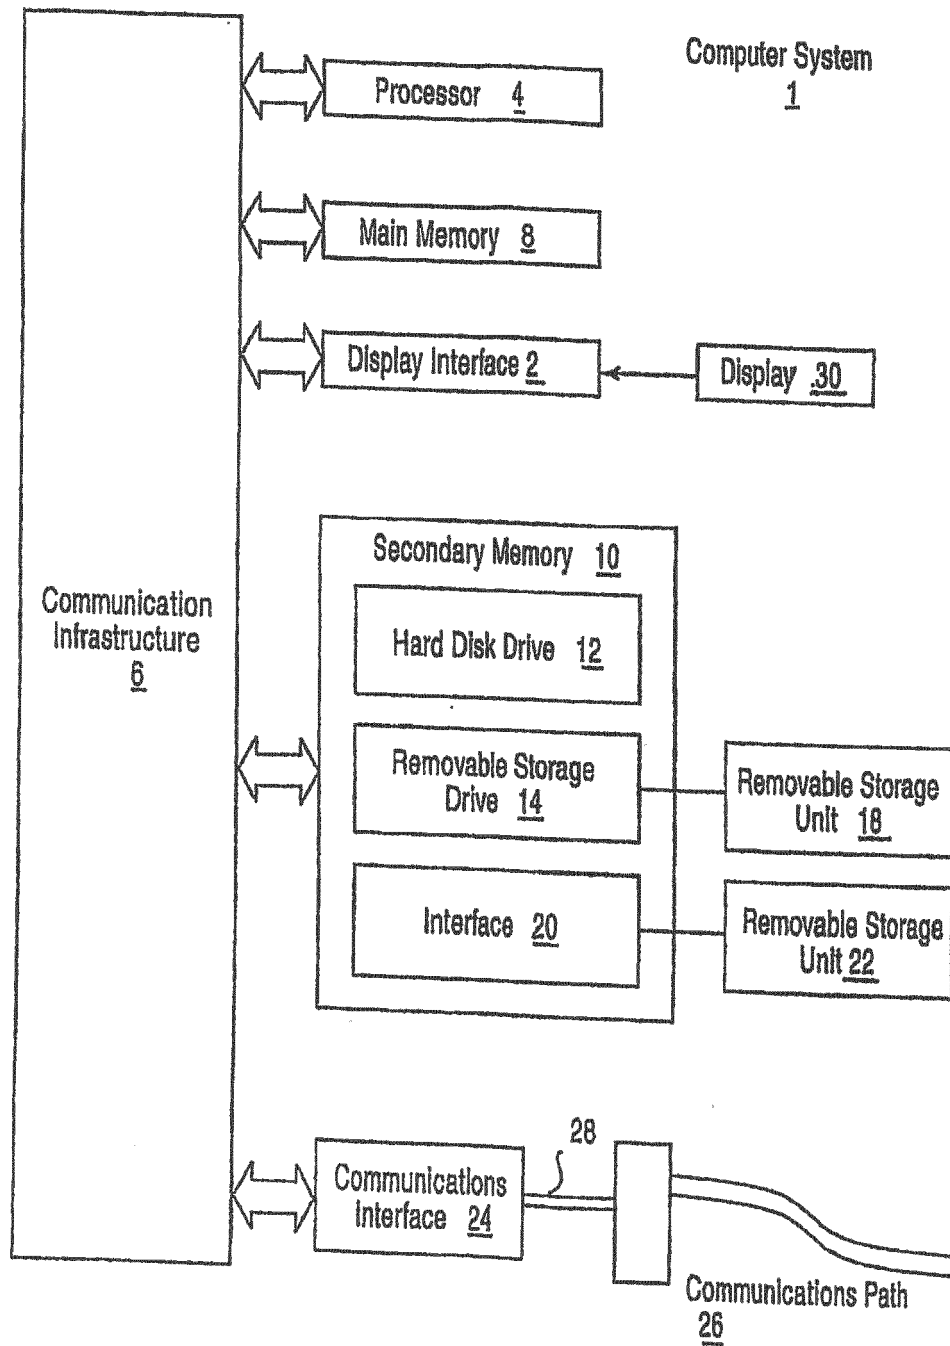 Computer System
1
Processor 4
Main Memory 8
Display Interface 2
Display .30
Communication
Infrastructure
6
Secondary Memory 10
Hard Disk Drive 12
Removable Storage
Drive 14
Removable Storage
Unit 18
Interface 20
Removable Storage
Unit 22
Communications
Interface 24
28
Communications Path
26